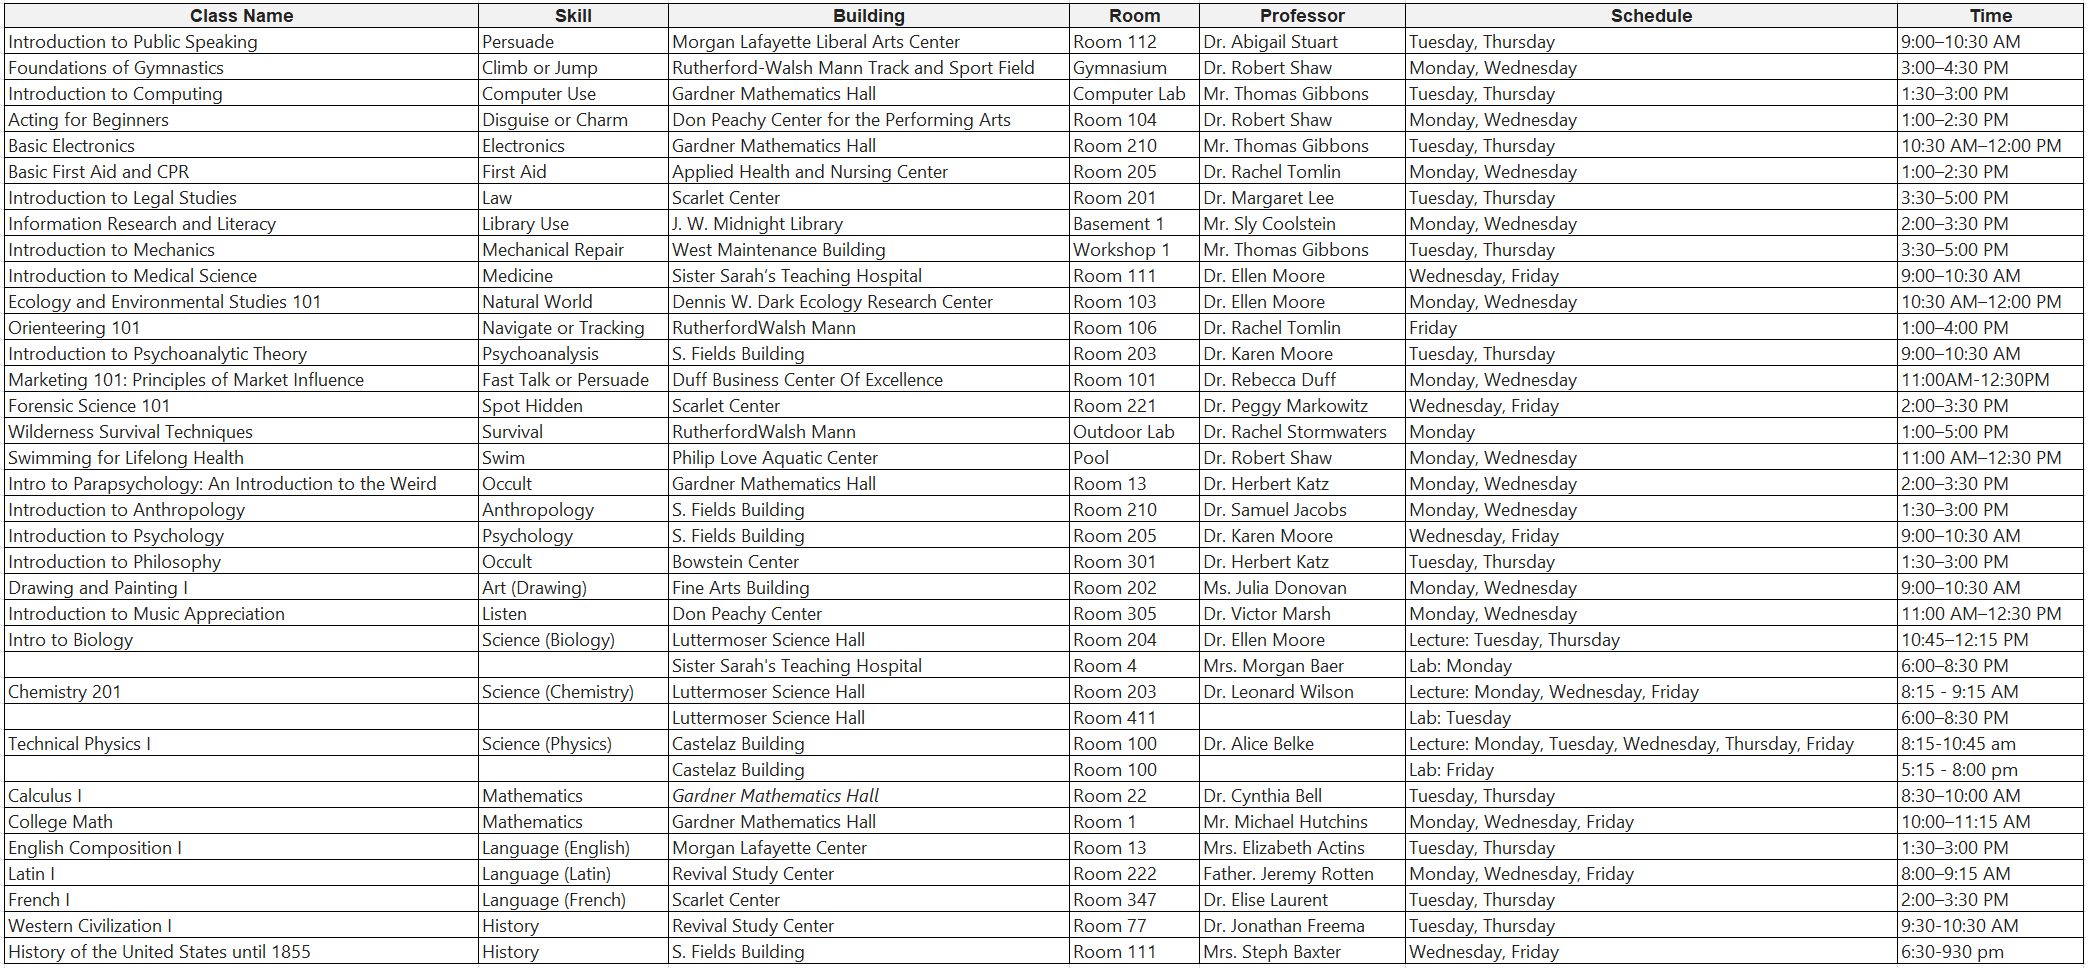 Class Name Skill Building Room Professor Schedule Time
Introduction to Public Speaking Persuade Morgan Lafayette Liberal Arts Center Room 112 Dr. Abigail Stuart Tuesday, Thursday 9:00–10:30 AM
Foundations of Gymnastics Climb or Jump Rutherford-Walsh Mann Track and Sport Field Gymnasium Dr. Robert Shaw Monday, Wednesday 3:00–4:30 PM
Introduction to Computing Computer Use Gardner Mathematics Hall Computer Lab Mr. Thomas Gibbons Tuesday, Thursday 1:30–3:00 PM
Acting for Beginners Disguise or Charm Don Peachy Center for the Performing Arts Room 104 Dr. Robert Shaw Monday, Wednesday 1:00–2:30 PM
Basic Electronics Electronics Gardner Mathematics Hall Room 210 Mr. Thomas Gibbons Tuesday, Thursday 10:30 AM–12:00 PM
Basic First Aid and CPR First Aid Applied Health and Nursing Center Room 205 Dr. Rachel Tomlin Monday, Wednesday 1:00–2:30 PM
Introduction to Legal Studies Law Scarlet Center Room 201 Dr. Margaret Lee Tuesday, Thursday 3:30–5:00 PM
Information Research and Literacy Library Use J. W. Midnight Library Basement 1 Mr. Sly Coolstein Monday, Wednesday 2:00–3:30 PM
Introduction to Mechanics Mechanical Repair West Maintenance Building Workshop 1 Mr. Thomas Gibbons Tuesday, Thursday 3:30–5:00 PM
Introduction to Medical Science Medicine Sister Sarah’s Teaching Hospital Room 111 Dr. Ellen Moore Wednesday, Friday 9:00–10:30 AM
Ecology and Environmental Studies 101 Natural World Dennis W. Dark Ecology Research Center Room 103 Dr. Ellen Moore Monday, Wednesday 10:30 AM–12:00 PM
Orienteering 101 Navigate or Tracking RutherfordWalsh Mann Room 106 Dr. Rachel Tomlin Friday 1:00–4:00 PM
Introduction to Psychoanalytic Theory Psychoanalysis S. Fields Building Room 203 Dr. Karen Moore Tuesday, Thursday 9:00–10:30 AM
Marketing 101: Principles of Market Influence Fast Talk or Persuade Duff Business Center Of Excellence Room 101 Dr. Rebecca Duff Monday, Wednesday 11:00AM-12:30PM
Forensic Science 101 Spot Hidden Scarlet Center Room 221 Dr. Peggy Markowitz Wednesday, Friday 2:00–3:30 PM
Wilderness Survival Techniques Survival RutherfordWalsh Mann Outdoor Lab Dr. Rachel Stormwaters Monday 1:00–5:00 PM
Swimming for Lifelong Health Swim Philip Love Aquatic Center Pool Dr. Robert Shaw Monday, Wednesday 11:00 AM–12:30 PM
Intro to Parapsychology: An Introduction to the Weird Occult Gardner Mathematics Hall Room 13 Dr. Herbert Katz Monday, Wednesday 2:00–3:30 PM
Introduction to Anthropology Anthropology S. Fields Building Room 210 Dr. Samuel Jacobs Monday, Wednesday 1:30–3:00 PM
Introduction to Psychology Psychology S. Fields Building Room 205 Dr. Karen Moore Wednesday, Friday 9:00–10:30 AM
Introduction to Philosophy Occult Bowstein Center Room 301 Dr. Herbert Katz Tuesday, Thursday 1:30–3:00 PM
Drawing and Painting I Art (Drawing) Fine Arts Building Room 202 Ms. Julia Donovan Monday, Wednesday 9:00–10:30 AM
Introduction to Music Appreciation Listen Don Peachy Center Room 305 Dr. Victor Marsh Monday, Wednesday 11:00 AM–12:30 PM
Intro to Biology Science (Biology) Luttermoser Science Hall Room 204 Dr. Ellen Moore Lecture: Tuesday, Thursday 10:45–12:15 PM
Sister Sarah's Teaching Hospital Room 4 Mrs. Morgan Baer Lab: Monday 6:00–8:30 PM
Chemistry 201 Science (Chemistry) Luttermoser Science Hall Room 203 Dr. Leonard Wilson Lecture: Monday, Wednesday, Friday 8:15 - 9:15 AM
Luttermoser Science Hall Room 411 Lab: Tuesday 6:00–8:30 PM
Technical Physics I Science (Physics) Castelaz Building Room 100 Dr. Alice Belke Lecture: Monday, Tuesday, Wednesday, Thursday, Friday 8:15-10:45 am
Castelaz Building Room 100 Lab: Friday 5:15 - 8:00 pm
Calculus I Mathematics Gardner Mathematics Hall Room 22 Dr. Cynthia Bell Tuesday, Thursday 8:30–10:00 AM
College Math Mathematics Gardner Mathematics Hall Room 1 Mr. Michael Hutchins Monday, Wednesday, Friday 10:00–11:15 AM
English Composition I Language (English) Morgan Lafayette Center Room 13 Mrs. Elizabeth Actins Tuesday, Thursday 1:30–3:00 PM
Latin I Language (Latin) Revival Study Center Room 222 Father. Jeremy Rotten Monday, Wednesday, Friday 8:00–9:15 AM
French I Language (French) Scarlet Center Room 347 Dr. Elise Laurent Tuesday, Thursday 2:00–3:30 PM
Western Civilization I History Revival Study Center Room 77 Dr. Jonathan Freema Tuesday, Thursday 9:30-10:30 AM
History of the United States until 1855 History S. Fields Building Room 111 Mrs. Steph Baxter Wednesday, Friday 6:30-930 pm